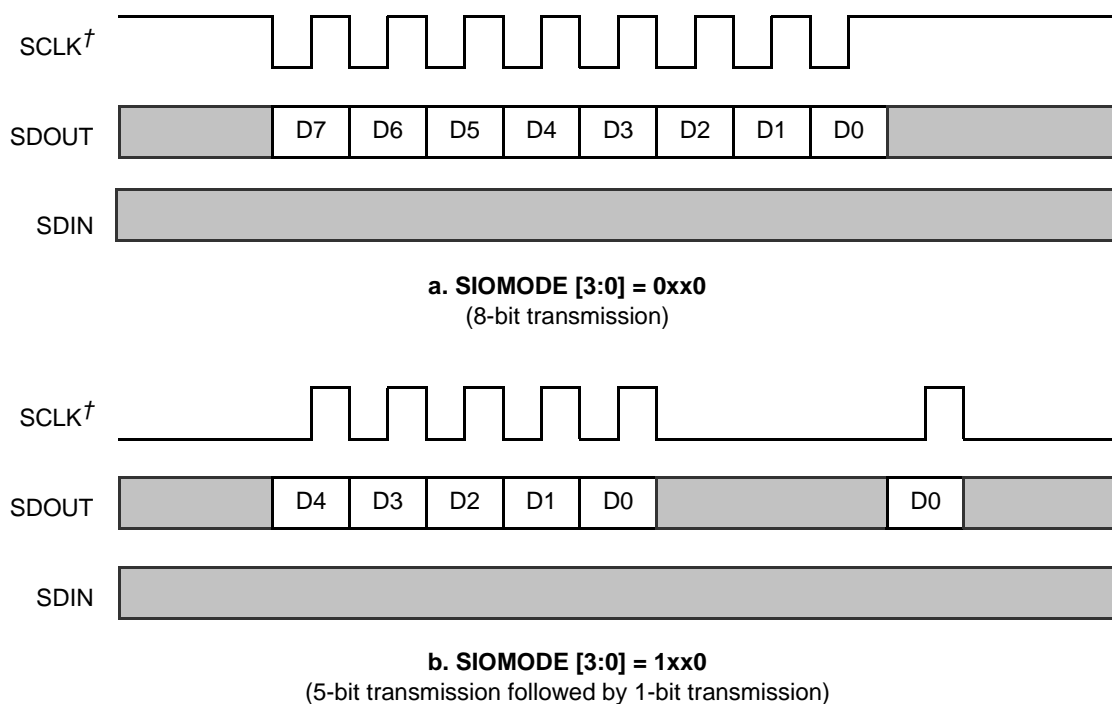 SCLK†
SDOUT D7 D6 D5 D4 D3 D2 D1 D0
SDIN
a. SIOMODE [3:0] = 0xx0
(8-bit transmission)
SCLK†
SDOUT D4 D3 D2 D1 D0 D0
SDIN
b. SIOMODE [3:0] = 1xx0
(5-bit transmission followed by 1-bit transmission)